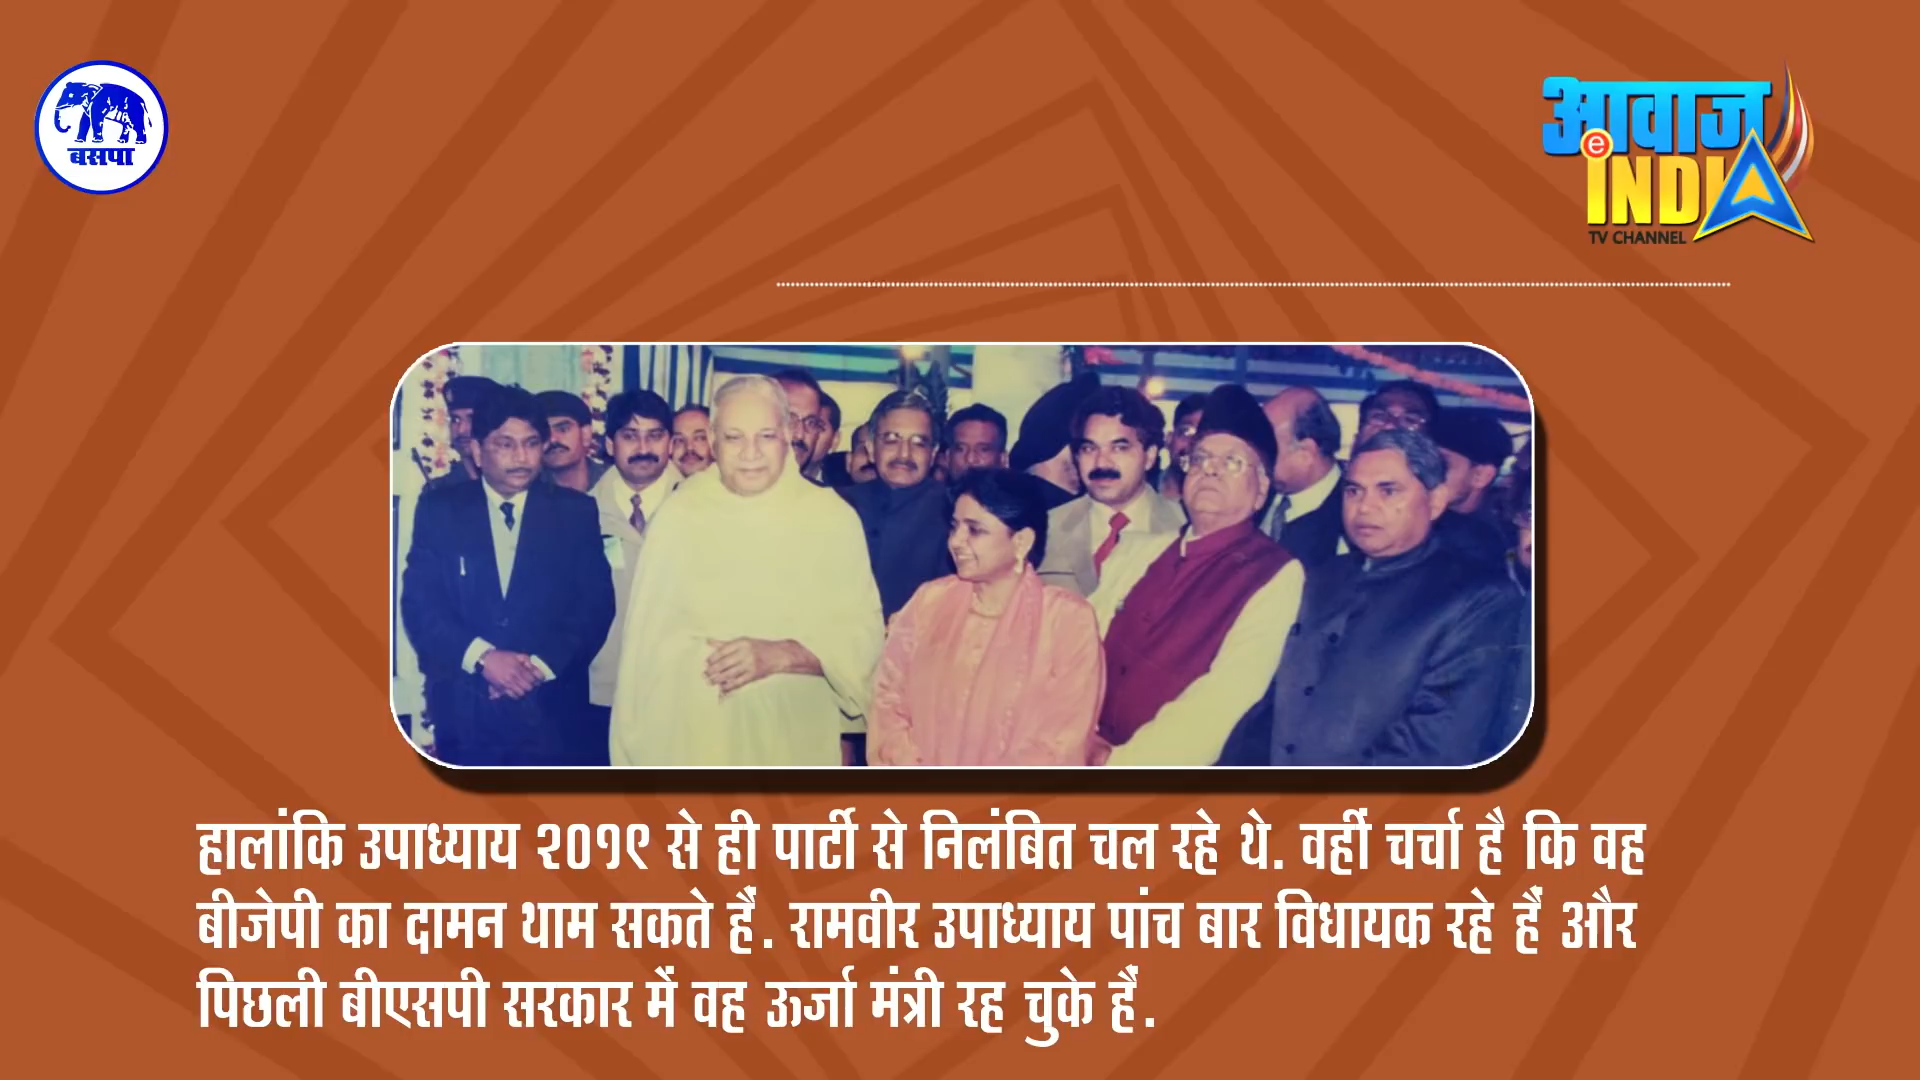 बसपा
आवाज
e
INDIA
TV CHANNEL
हालांकि उपाध्याय २०१९ से ही पार्टी से निलंबित चल रहे थे. वहीं चर्चा है कि वह
बीजेपी का दामन थाम सकते हैं. रामवीर उपाध्याय पांच बार विधायक रहे हैं और
पिछली बीएसपी सरकार में वह ऊर्जा मंत्री रह चुके हैं.